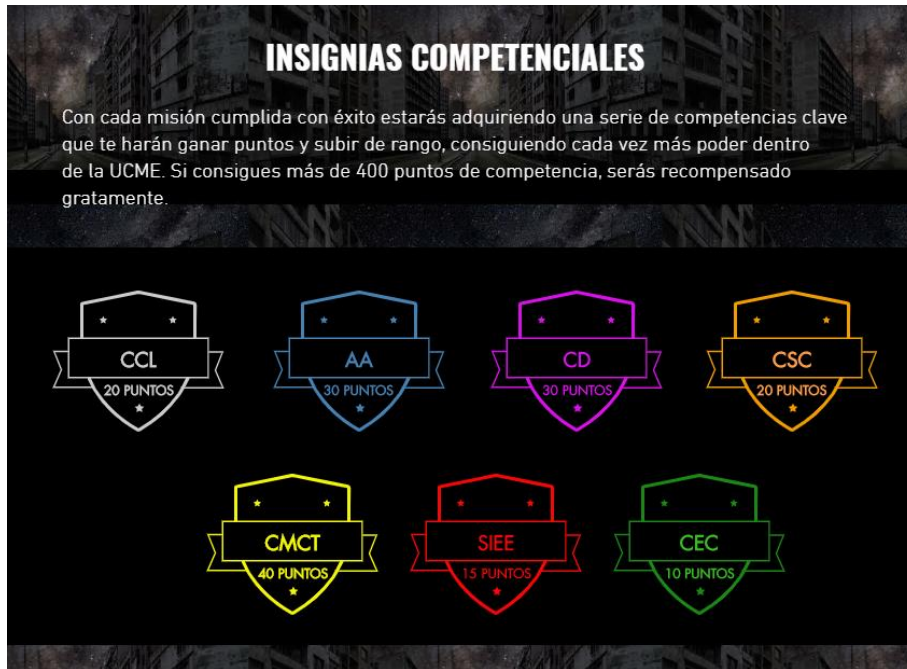 INSIGNIAS COMPETENCIALES
Con cada misión cumplida con éxito estarás adquiriendo una serie de competencias clave
que te harán ganar puntos y subir de rango, consiguiendo cada vez más poder dentro
de la UCME. Si consigues más de 400 puntos de competencia, serás recompensado
gratamente.
CCL
20 PUNTOS
AA
30 PUNTOS
CD
30 PUNTOS
CSC
20 PUNTOS
CMCT
40 PUNTOS
SIEE
15 PUNTOS
CEC
10 PUNTOS